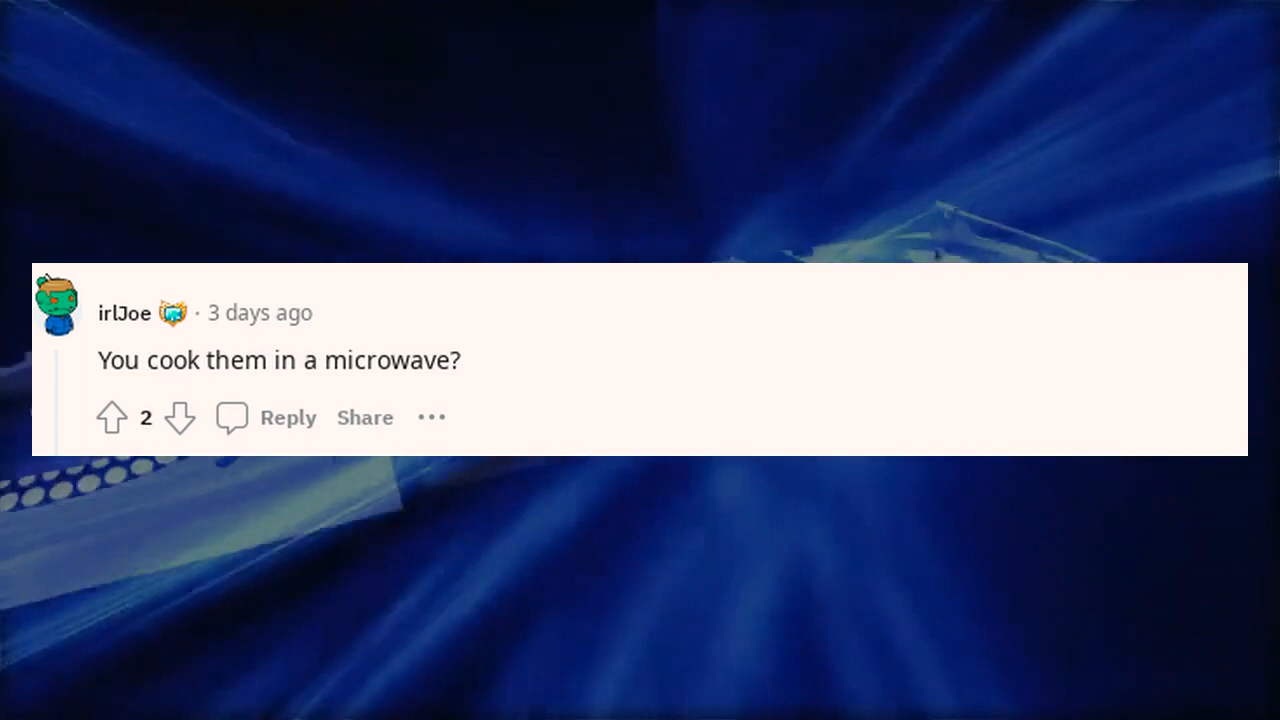 irlJoe · 3 days ago
You cook them in a microwave?
2 Reply Share •••